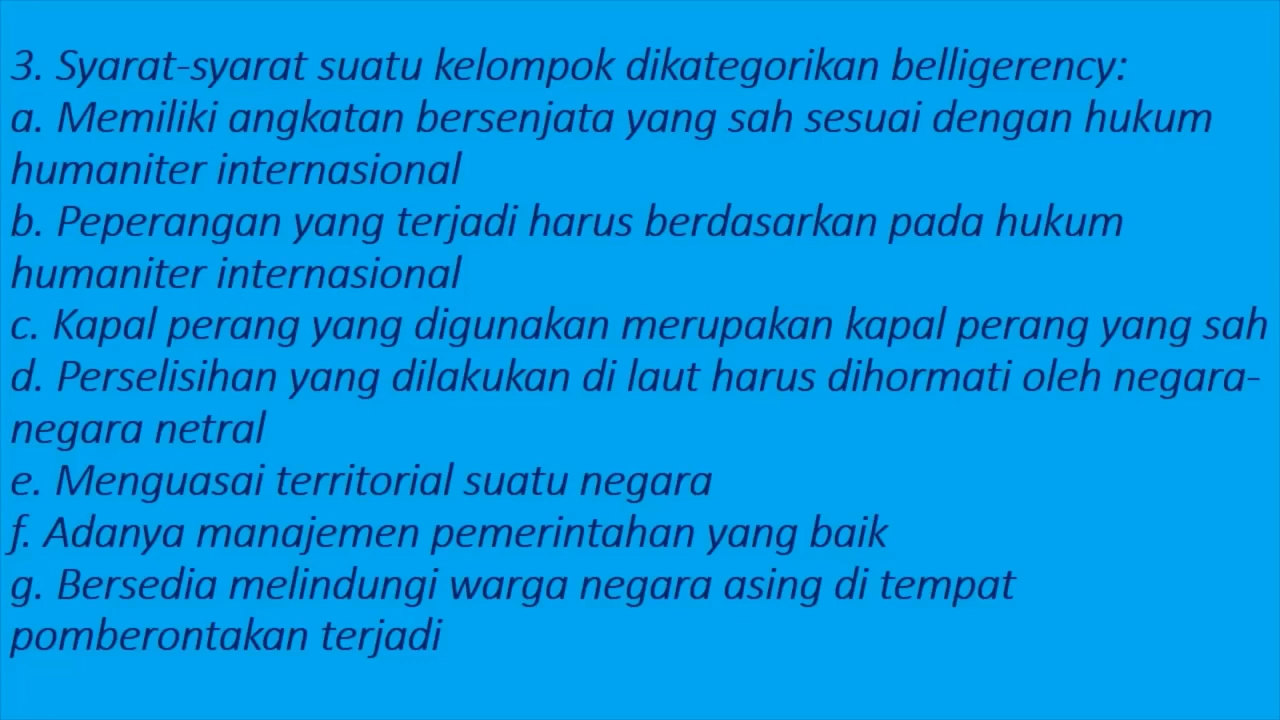 3. Syarat-syarat suatu kelompok dikategorikan belligerency:
a. Memiliki angkatan bersenjata yang sah sesuai dengan hukum
humaniter internasional
b. Peperangan yang terjadi harus berdasarkan pada hukum
humaniter internasional
c. Kapal perang yang digunakan merupakan kapal perang yang sah
d. Perselisihan yang dilakukan di laut harus dihormati oleh negara-
negara netral
e. Menguasai territorial suatu negara
f. Adanya manajemen pemerintahan yang baik
g. Bersedia melindungi warga negara asing di tempat
pomberontakan terjadi